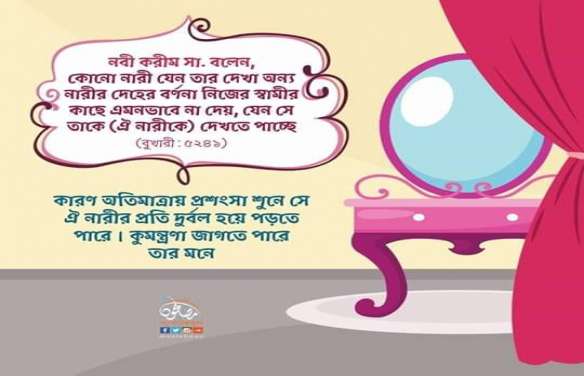 নবী করীম সা. বলেন,
কোনো নারী যেন তার দেখা অন্য
নারীর দেহের বর্ণনা নিজের স্বামীর
কাছে এমনভাবে না দেয়, যেন সে
তাকে (ঐ নারীকে) দেখতে পাচ্ছে
(বুখারী : ৫২৪১)
কারণ অতিমাত্রায় প্রশংসা শুনে সে
ঐ নারীর প্রতি দুর্বল হয়ে পড়তে
পারে । কুমন্ত্রণা জাগতে পারে
তার মনে